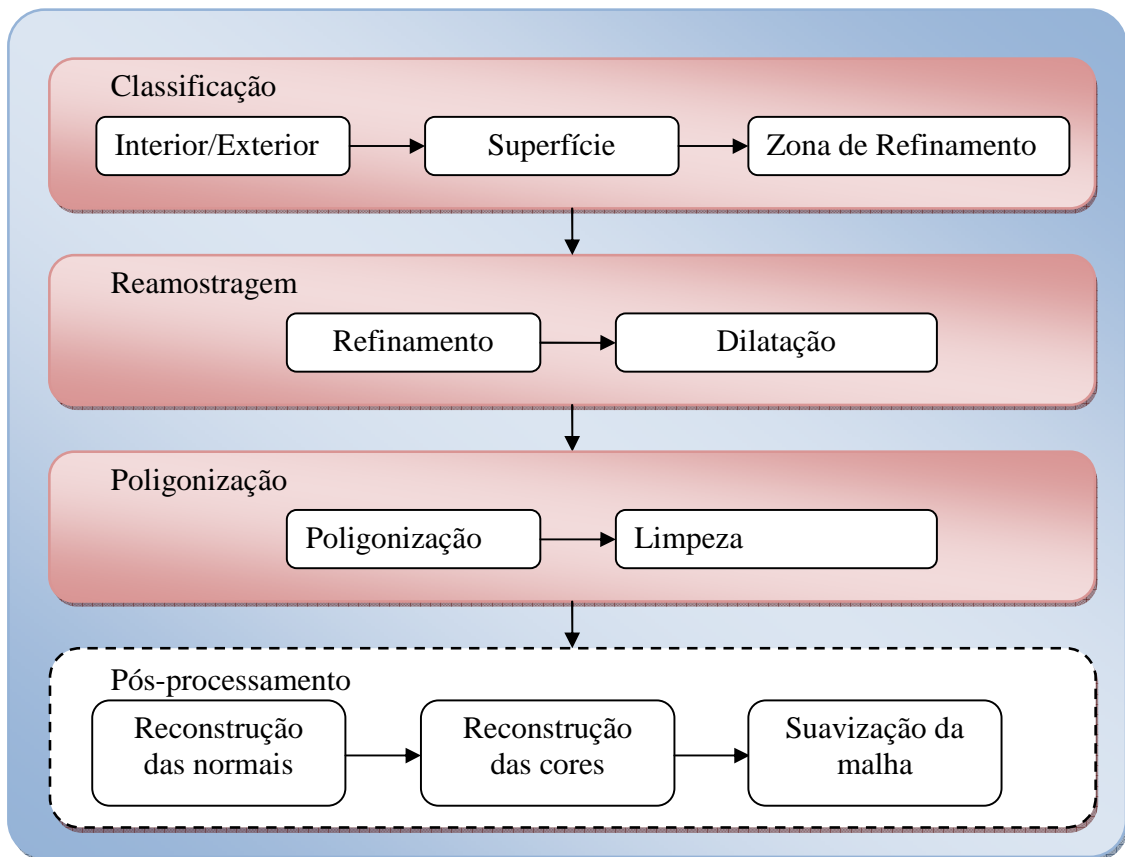 Classificação
Interior/Exterior
Superfície
Zona de Refinamento
Reamostragem
Refinamento
Dilatação
Poligonização
Poligonização
Limpeza
Pós-processamento
Reconstrução
das normais
Reconstrução
das cores
Suavização da
malha